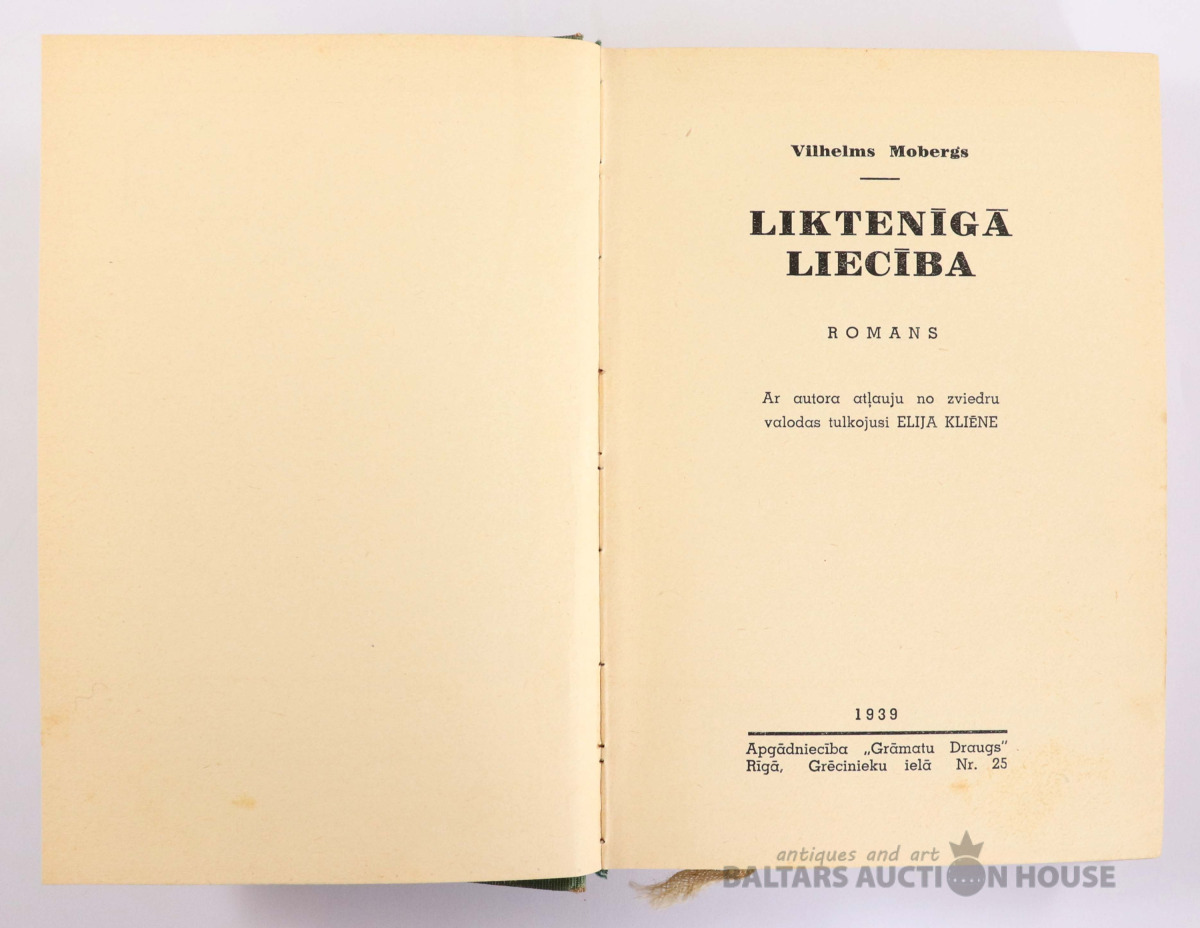 Vilhelms Mobergs
LIKTENĪGĀ
LIECĪBA
ROMANS
Ar autora atļauju no zviedru
valodas tulkojusi ELIJA KLIĒNE
1939
Apgādniecība „Grāmatu Draugs"
Rīgā, Grēcinieku ielā Nr. 25
antiques and art
BALTARS AUCTION HOUSE